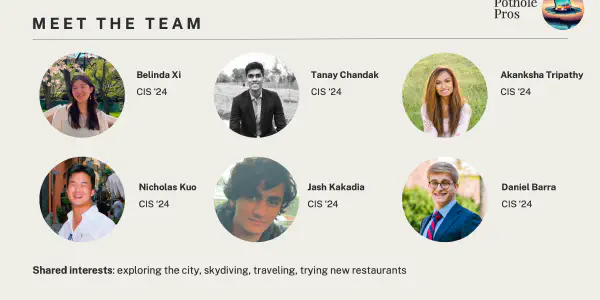 Pothole
Pros
MEET THE TEAM
Belinda Xi
CIS '24
Tanay Chandak
CIS '24
Akanksha Tripathy
CIS '24
Nicholas Kuo
CIS '24
Jash Kakadia
CIS '24
Daniel Barra
CIS '24
Shared interests: exploring the city, skydiving, traveling, trying new restaurants